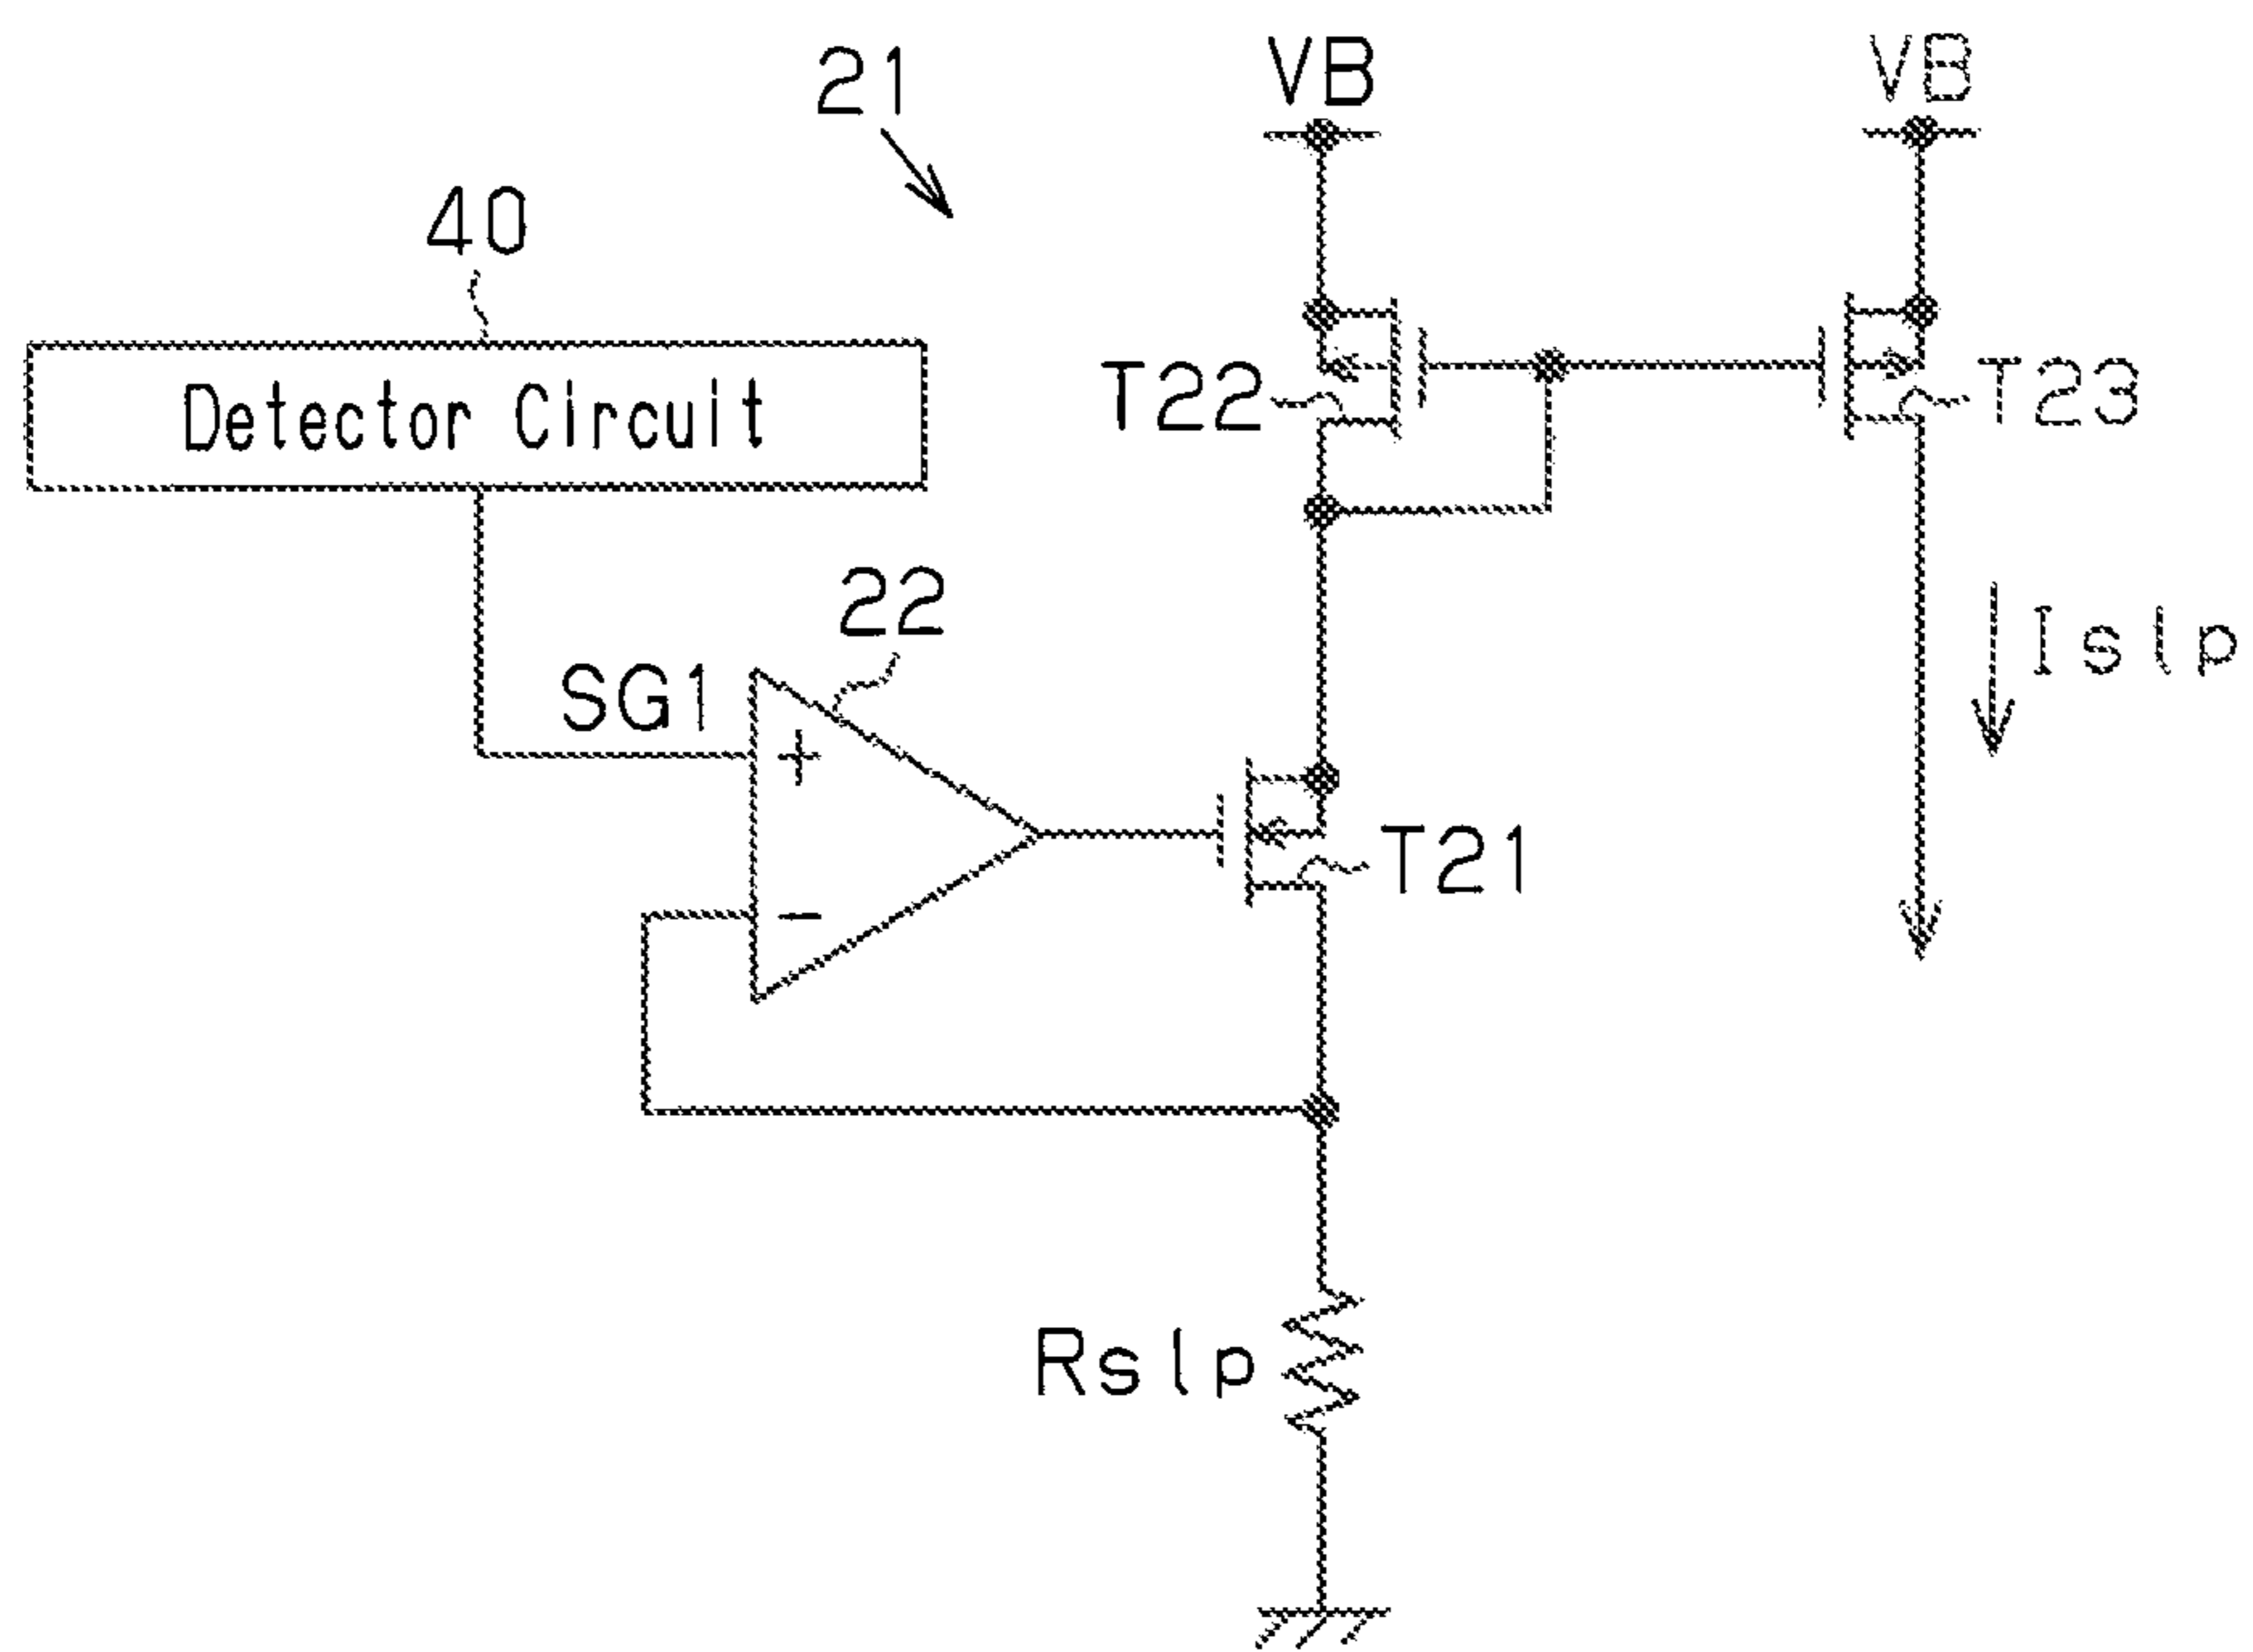 21
VB
VB
40
Detector Circuit
T22
T23
22
SG1
+
Islp
T21
-
Rslp